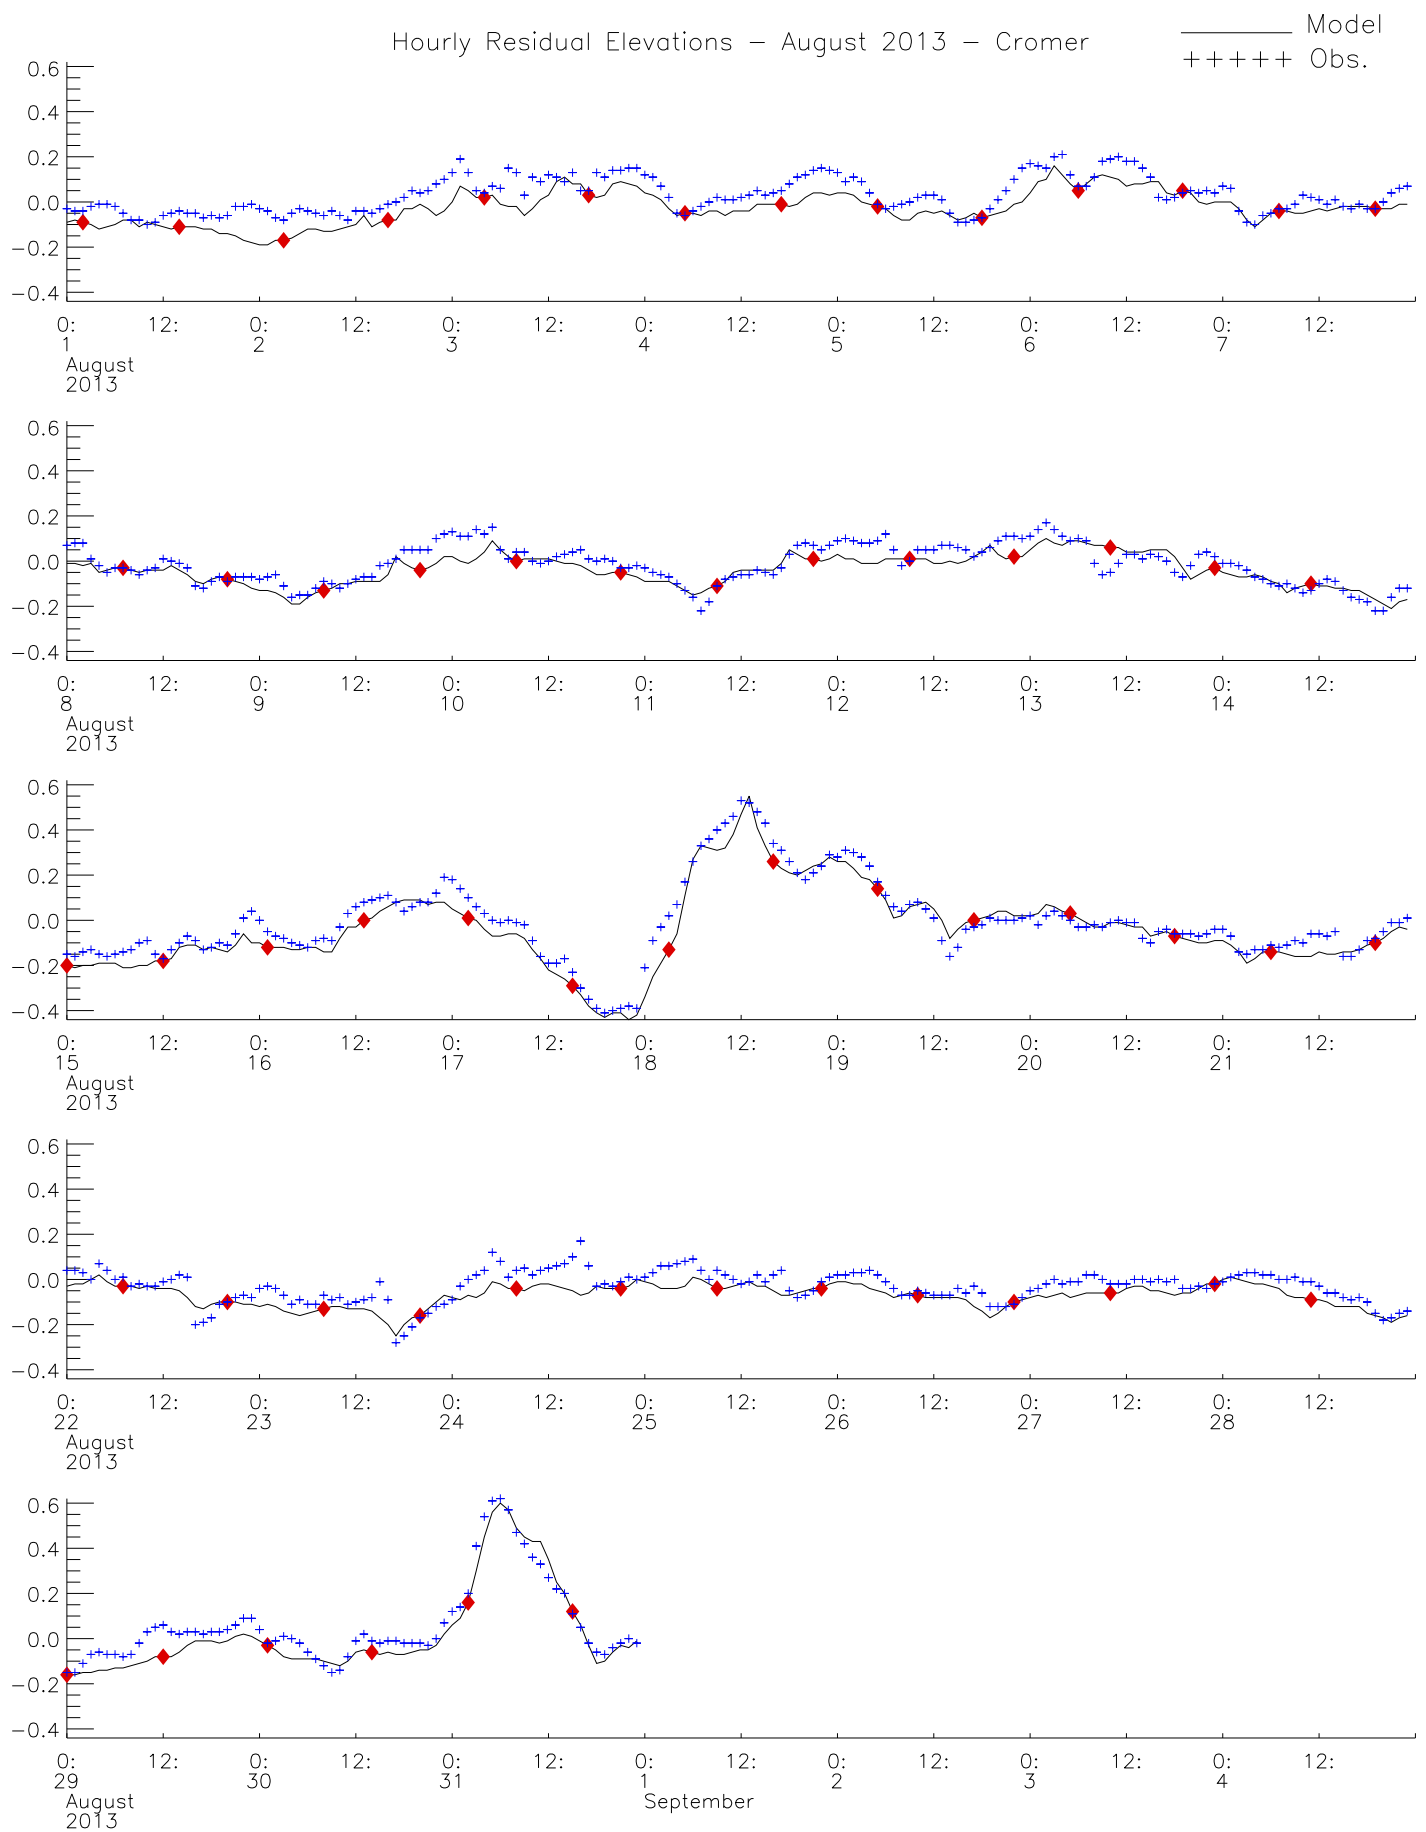 Hourly Residual Elevations − August 2013 − Cromer
Model
+++++ Obs.
0.6
0.4
0.2
0.0
−0.2
−0.4
0: 12: 0: 12: 0: 12: 0: 12: 0: 12: 0: 12: 0: 12:
1 2 3 4 5 6 7
August
2013
0.6
0.4
0.2
0.0
−0.2
−0.4
0: 12: 0: 12: 0: 12: 0: 12: 0: 12: 0: 12: 0: 12:
8 9 10 11 12 13 14
August
2013
0.6
0.4
0.2
0.0
−0.2
−0.4
0: 12: 0: 12: 0: 12: 0: 12: 0: 12: 0: 12: 0: 12:
15 16 17 18 19 20 21
August
2013
0.6
0.4
0.2
0.0
−0.2
−0.4
0: 12: 0: 12: 0: 12: 0: 12: 0: 12: 0: 12: 0: 12:
22 23 24 25 26 27 28
August
2013
0.6
0.4
0.2
0.0
−0.2
−0.4
0: 12: 0: 12: 0: 12: 0: 12: 0: 12: 0: 12: 0: 12:
29 30 31 1 2 3 4
August September
2013